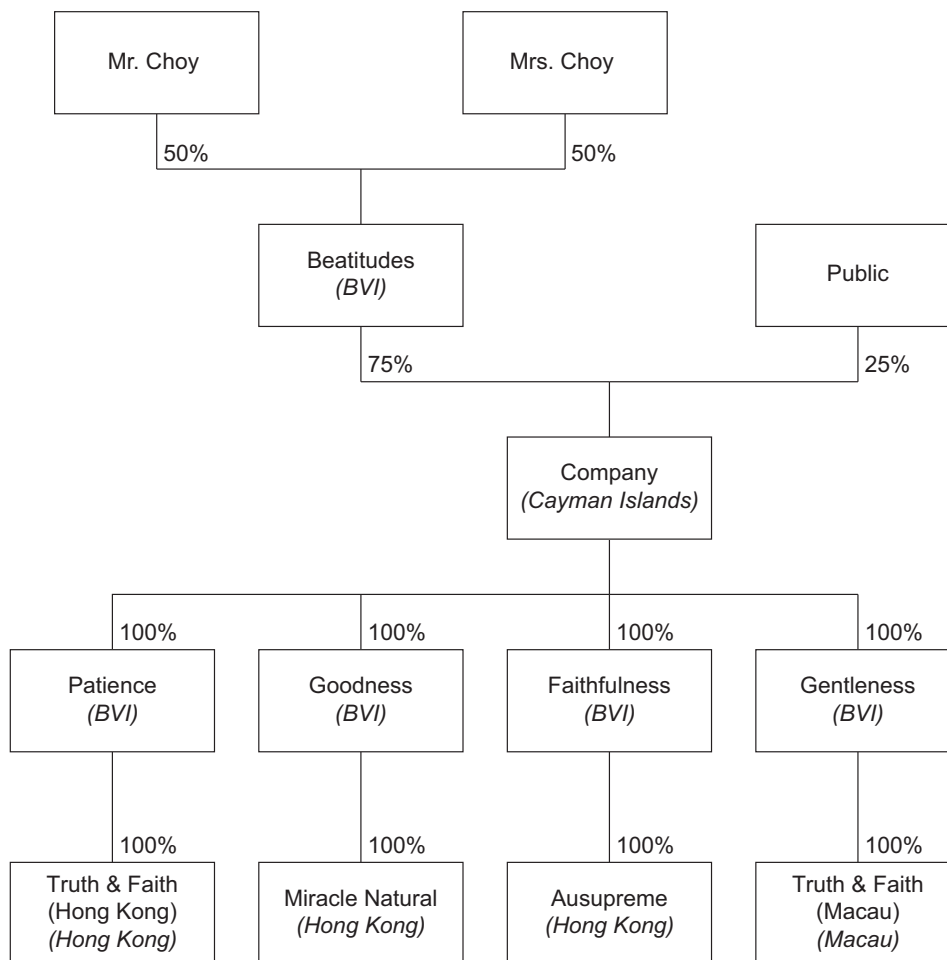 Mr. Choy
Mrs. Choy
50%
50%
Beatitudes
(BVI)
Public
75%
25%
Company
(Cayman Islands)
100%
100%
100%
100%
Patience
(BVI)
Goodness
(BVI)
Faithfulness
(BVI)
Gentleness
(BVI)
100%
100%
100%
100%
Truth & Faith
(Hong Kong)
(Hong Kong)
Miracle Natural
(Hong Kong)
Ausupreme
(Hong Kong)
Truth & Faith
(Macau)
(Macau)